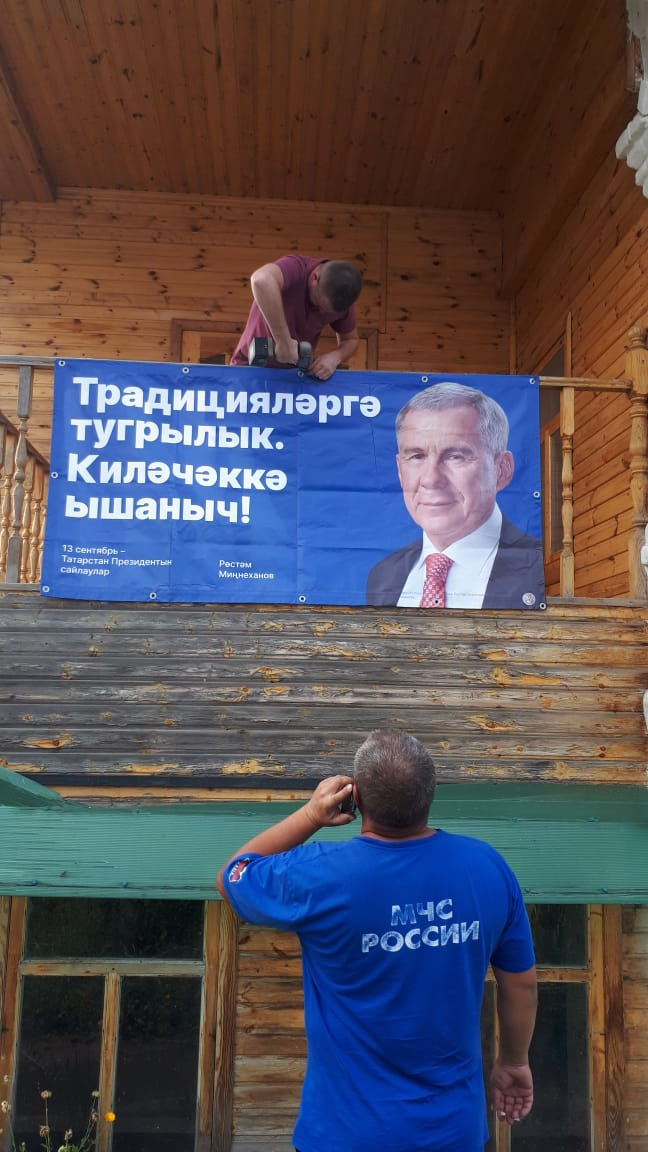 Традицияләргә
тугрылык.
Киләчәккә
ышаныч!
13 сентябрь –
Татарстан Президентын
сайлаулар
Рөстәм
Миңнеханов
МЧС
РОССИИ